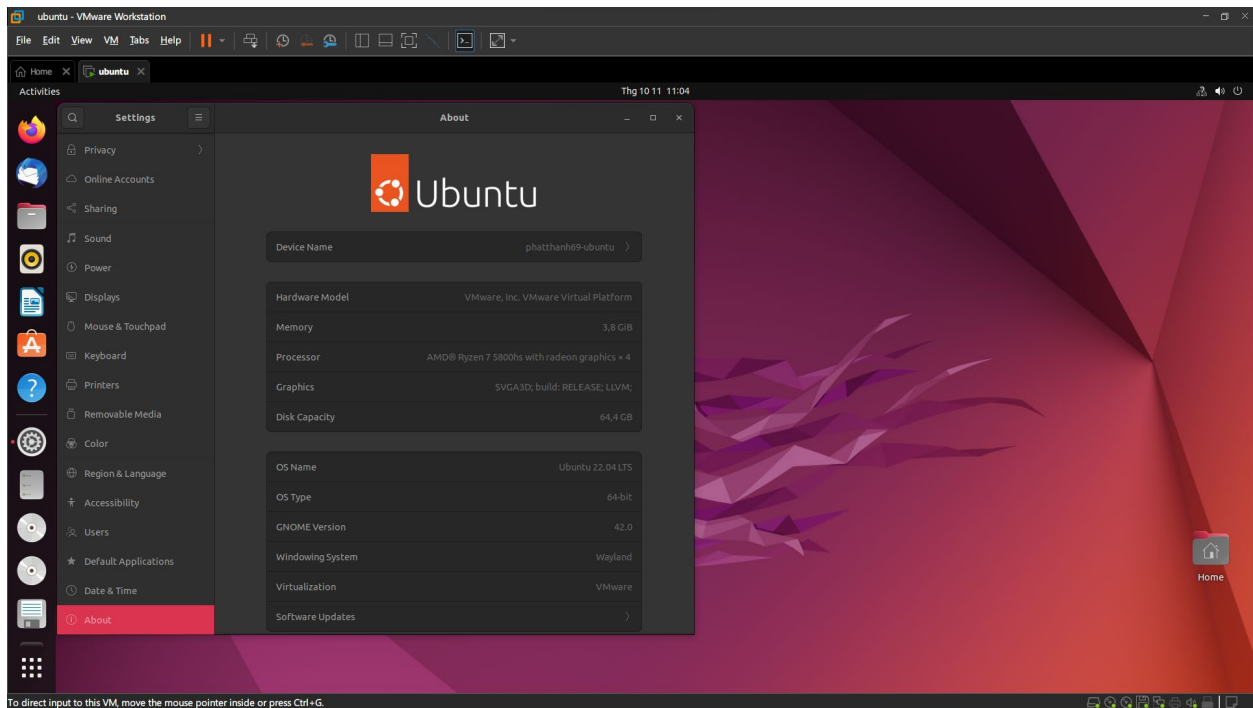 ubuntu - VMware Workstation
File Edit View VM Tabs Help
Home ubuntu
Activities Thg 10 11 11:04
Settings
About
Privacy
Online Accounts
Sharing
Sound
Power
Displays
Mouse & Touchpad
Keyboard
Printers
Removable Media
Color
Region & Language
Accessibility
Users
Default Applications
Date & Time
About
Ubuntu
Device Name phatthanh69-ubuntu
Hardware Model VMware, Inc. VMware Virtual Platform
Memory 3,8 GiB
Processor AMD® Ryzen 7 5800hs with radeon graphics × 4
Graphics SVGA3D; build: RELEASE; LLVM;
Disk Capacity 64,4 GB
OS Name Ubuntu 22.04 LTS
OS Type 64-bit
GNOME Version 42.0
Windowing System Wayland
Virtualization VMware
Software Updates
Home
To direct input to this VM, move the mouse pointer inside or press Ctrl+G.